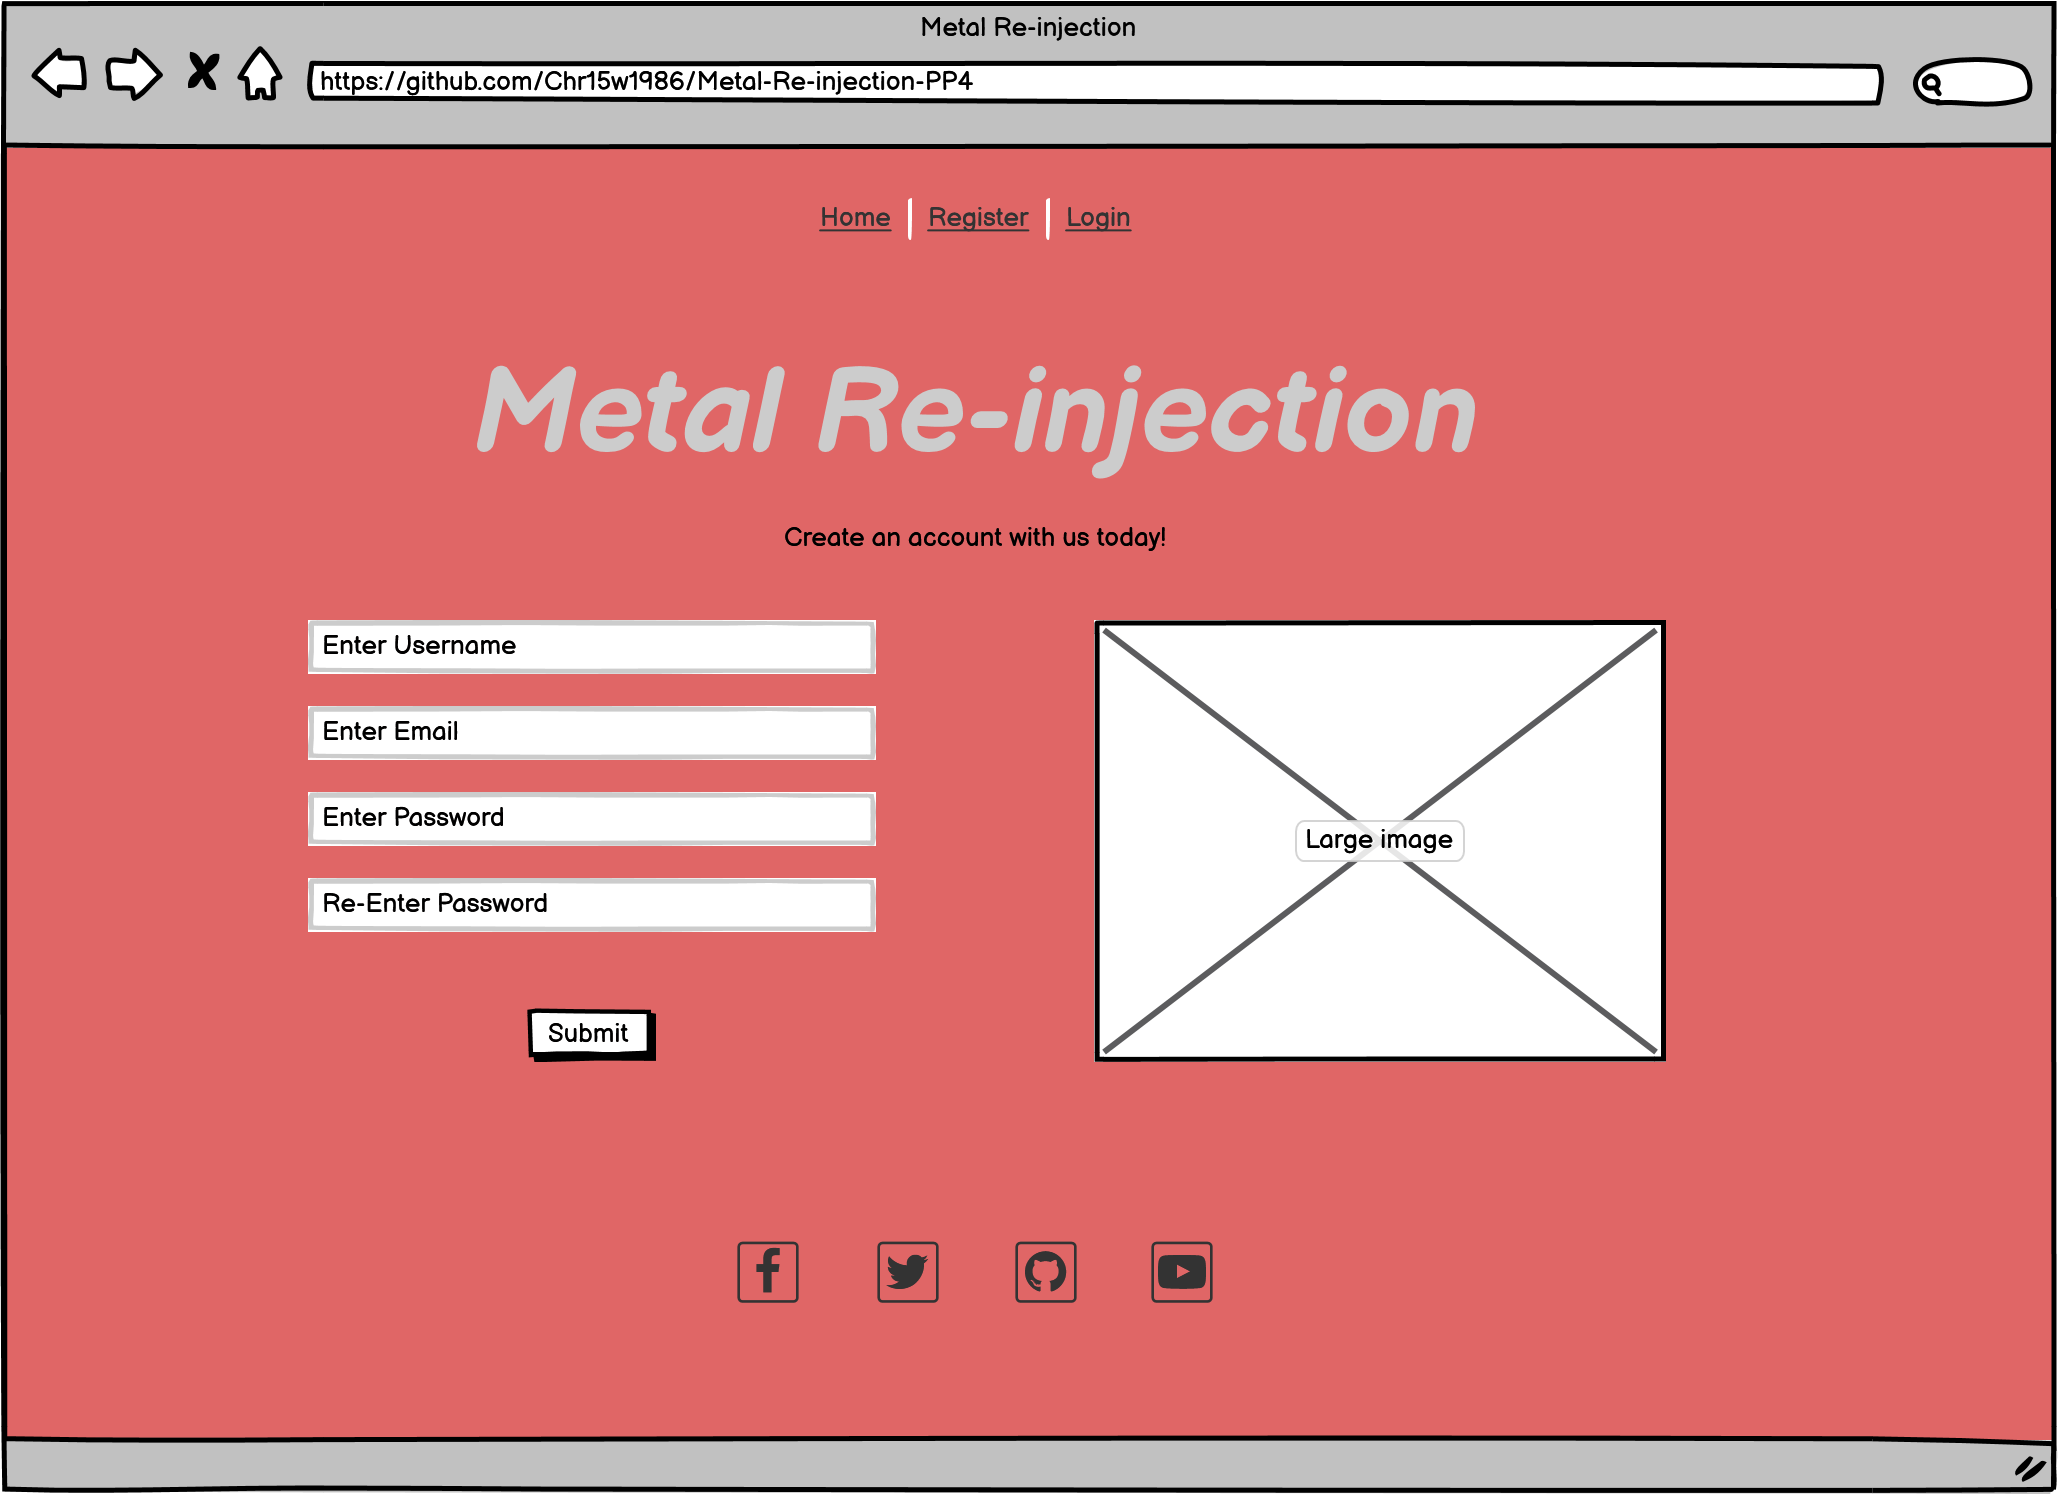 Metal Re-injection
https://github.com/Chr15w1986/Metal-Re-injection-PP4
Home Register Login
Metal Re-injection
Create an account with us today!
Enter Username
Enter Email
Enter Password
Re-Enter Password
Large image
Submit